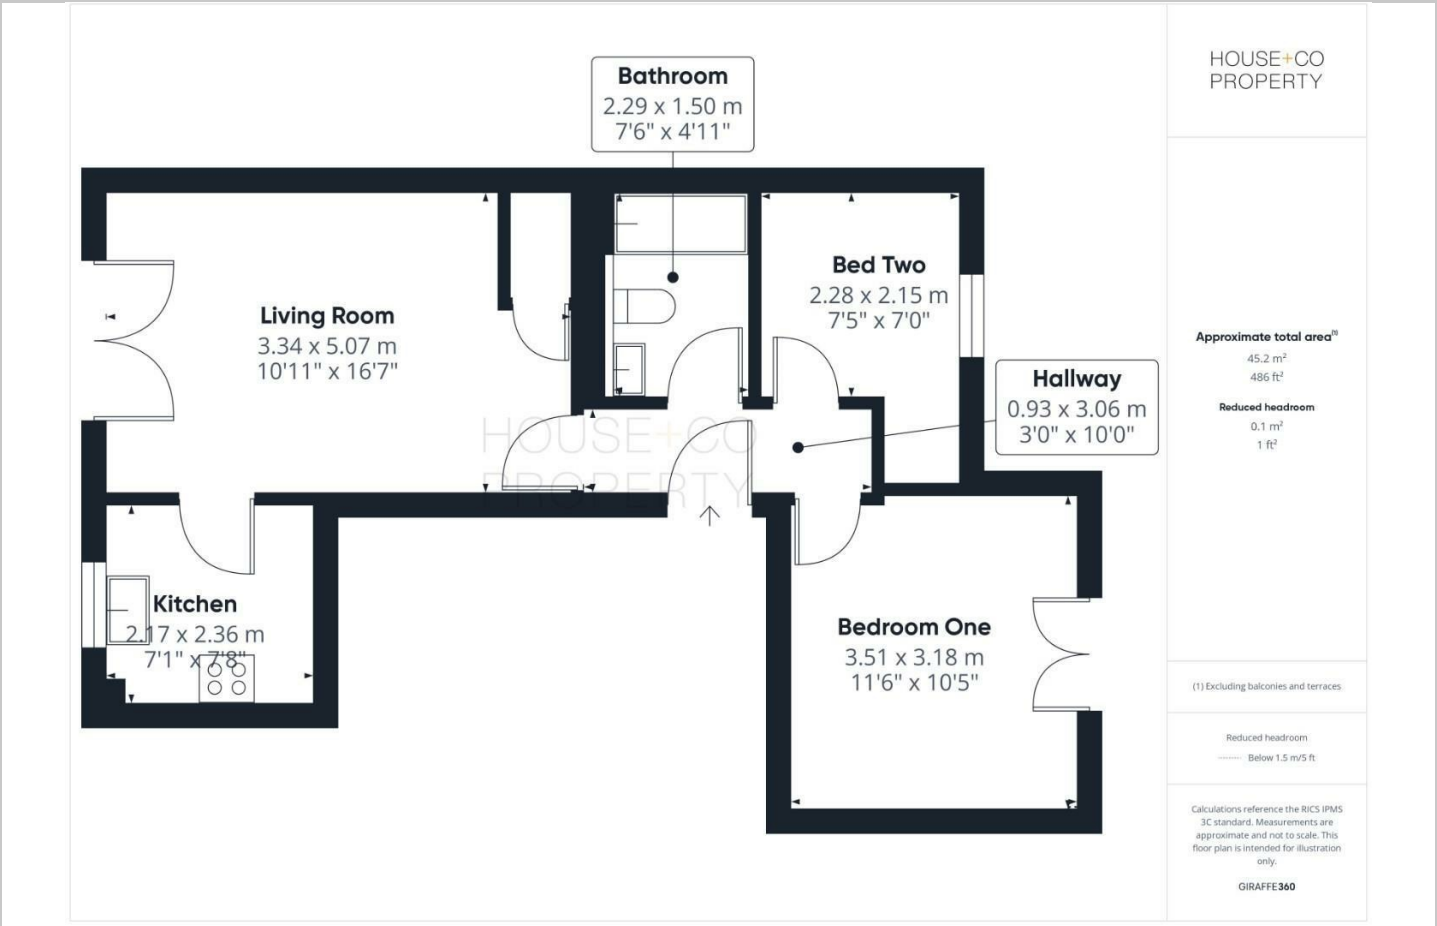 Bathroom
2.29 x 1.50 m
7'6" x 4'11"
Living Room
3.34 x 5.07 m
10'11" x 16'7"
Bed Two
2.28 x 2.15 m
7'5" x 7'0"
Hallway
0.93 x 3.06 m
3'0" x 10'0"
HOUSE+CO
PROPERTY
Kitchen
2.17 x 2.36 m
7'1" x 7'8"
Bedroom One
3.51 x 3.18 m
11'6" x 10'5"
HOUSE+CO
PROPERTY
Approximate total area(1)
45.2 m²
486 ft²
Reduced headroom
0.1 m²
1 ft²
(1) Excluding balconies and terraces
Reduced headroom
Below 1.5 m/5 ft
Calculations reference the RICS IPMS
3C standard. Measurements are
approximate and not to scale. This
floor plan is intended for illustration
only.
GIRAFFE360